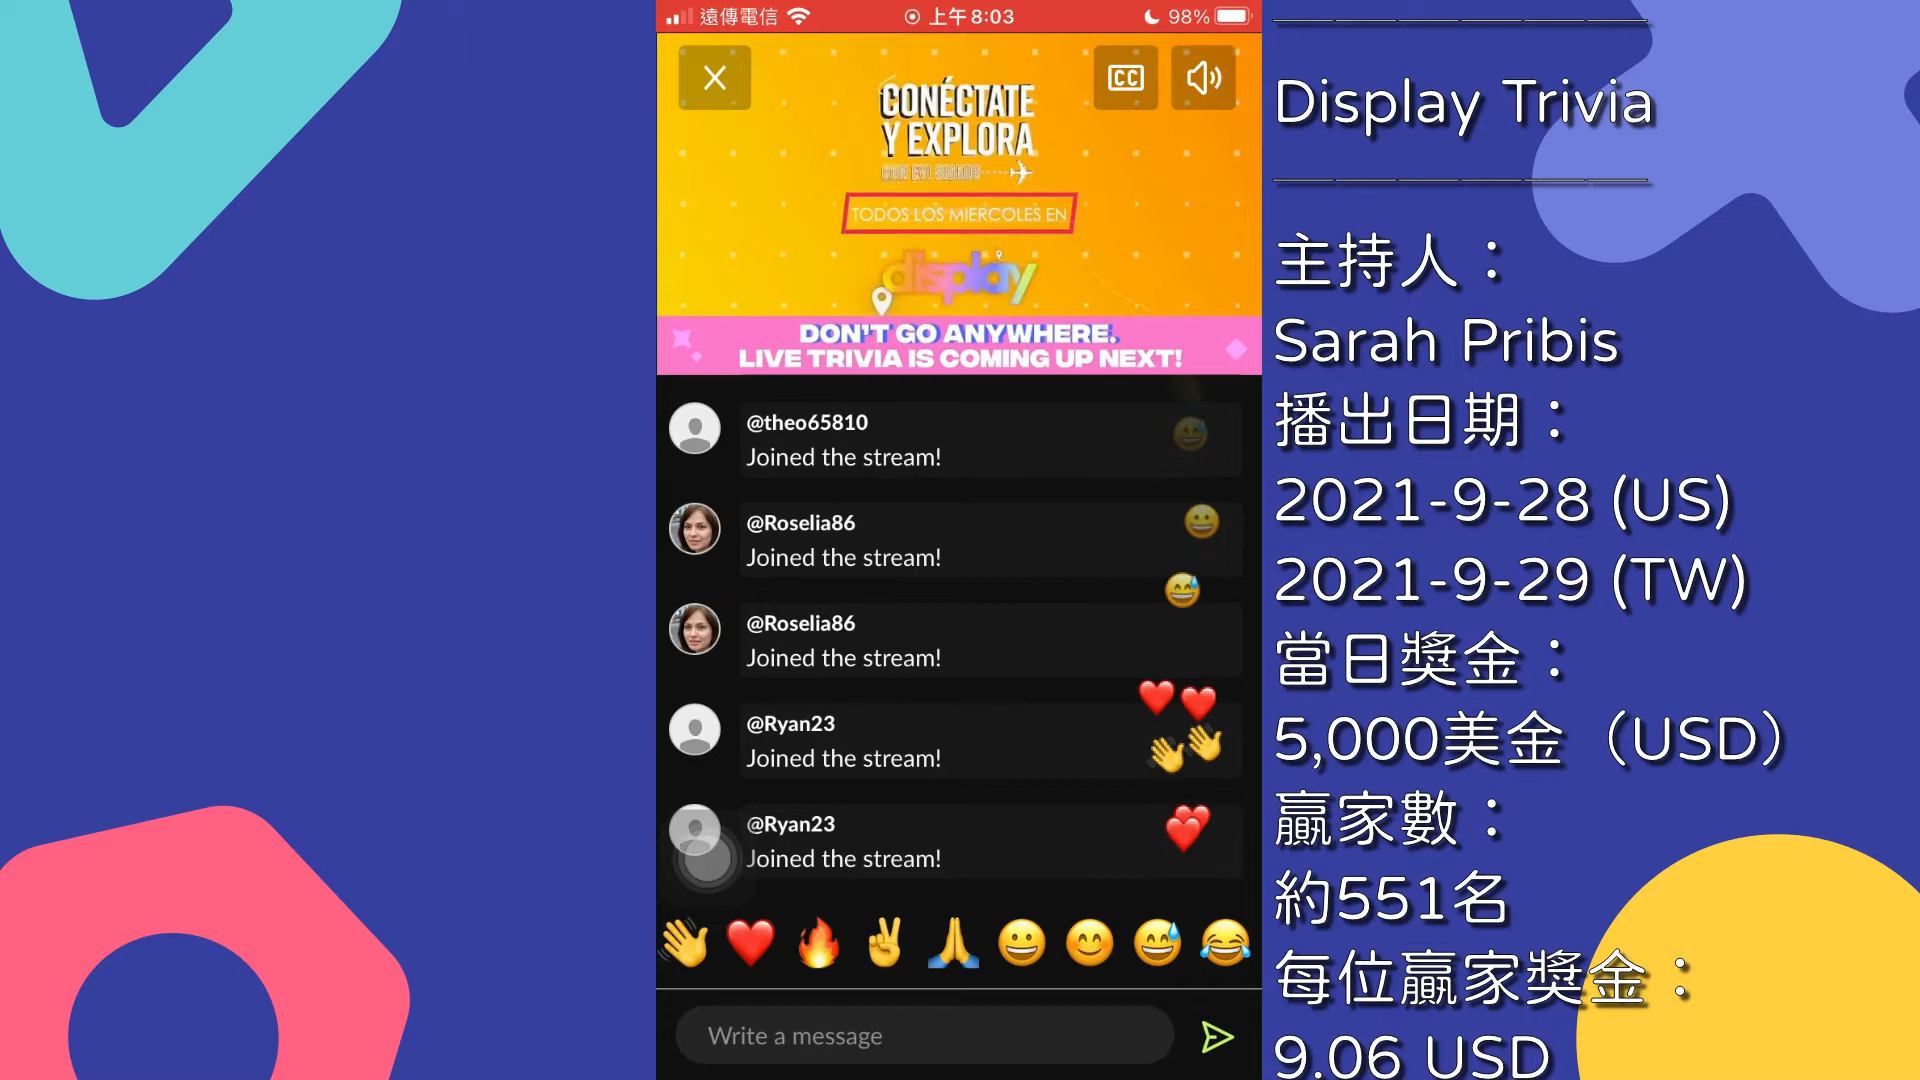 遠傳電信
上午8:03
98%
CC
CONÉCTATE
Y EXPLORA
TODOS LOS MIERCOLES EN
display
DON'T GO ANYWHERE.
LIVE TRIVIA IS COMING UP NEXT!
@theo65810
Joined the stream!
@Roselia86
Joined the stream!
@Roselia86
Joined the stream!
@Ryan23
Joined the stream!
@Ryan23
Joined the stream!
Write a message
Display Trivia
主持人：
Sarah Pribis
播出日期：
2021-9-28 (US)
2021-9-29 (TW)
當日獎金：
5,000美金（USD）
贏家數：
約551名
每位贏家獎金：
9.06 USD